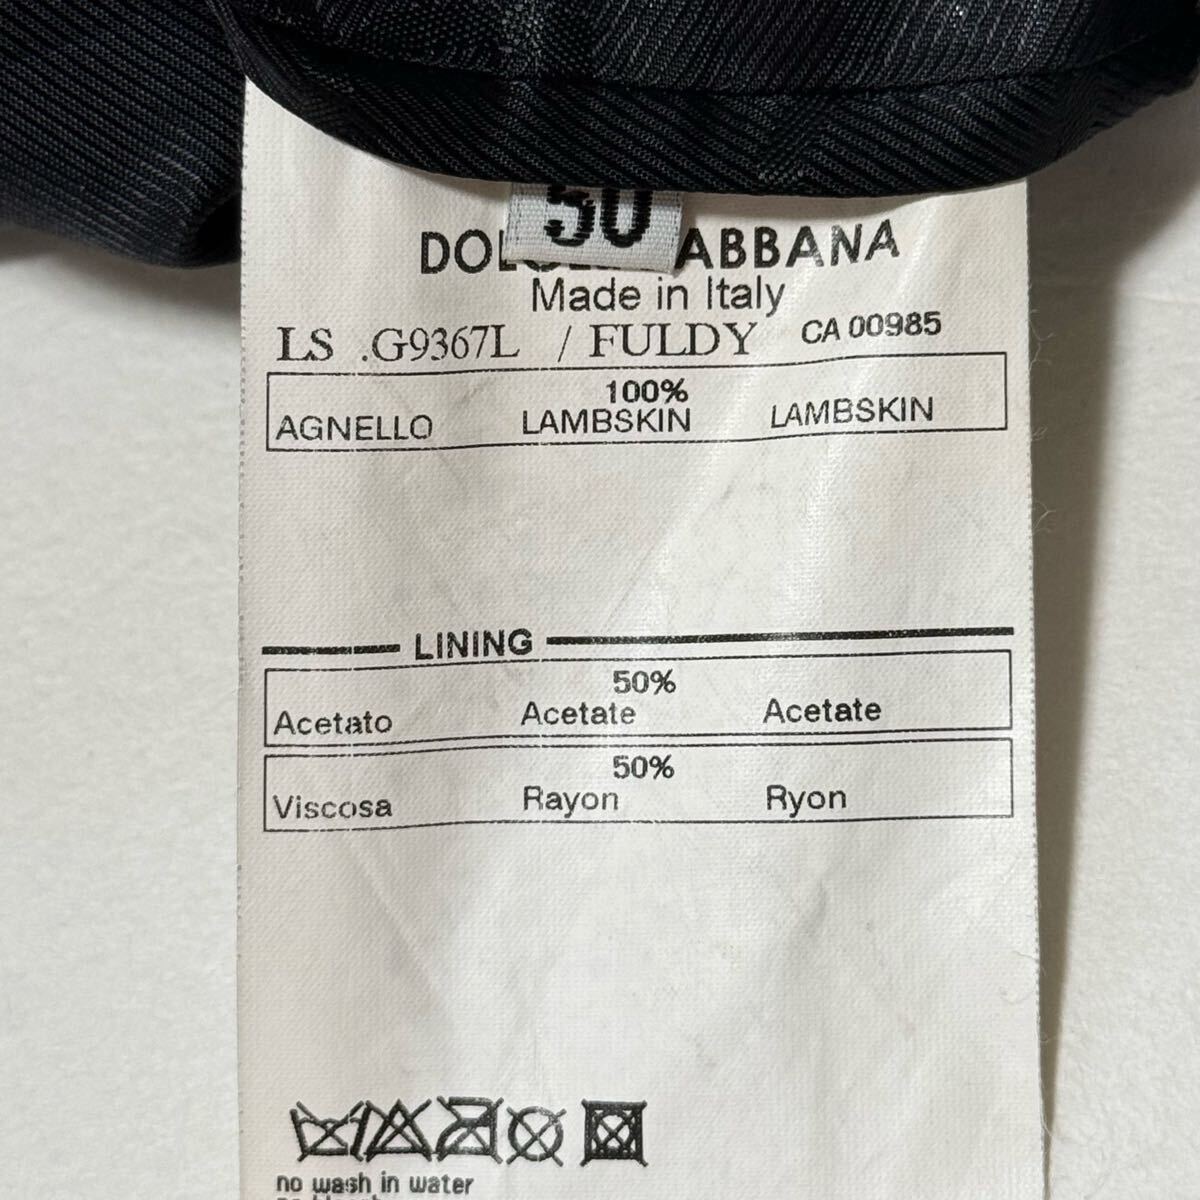 50
ABBANA
Made in Italy
LS .G9367L / FULDY CA 00985
100%
AGNELLO LAMBSKIN LAMBSKIN
LINING
50%
Acetato Acetate Acetate
50%
Viscosa Rayon Ryon
no wash in water